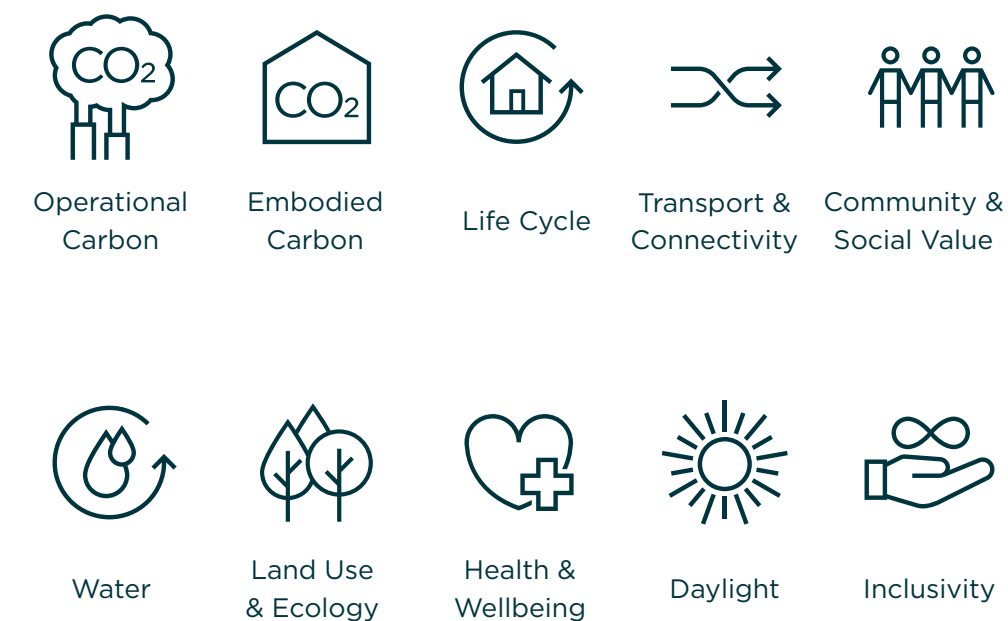 CO2
CO2
Operational
Carbon
Embodied
Carbon
Life Cycle
Transport &
Connectivity
Community &
Social Value
Water
Land Use
& Ecology
Health &
Wellbeing
Daylight
Inclusivity